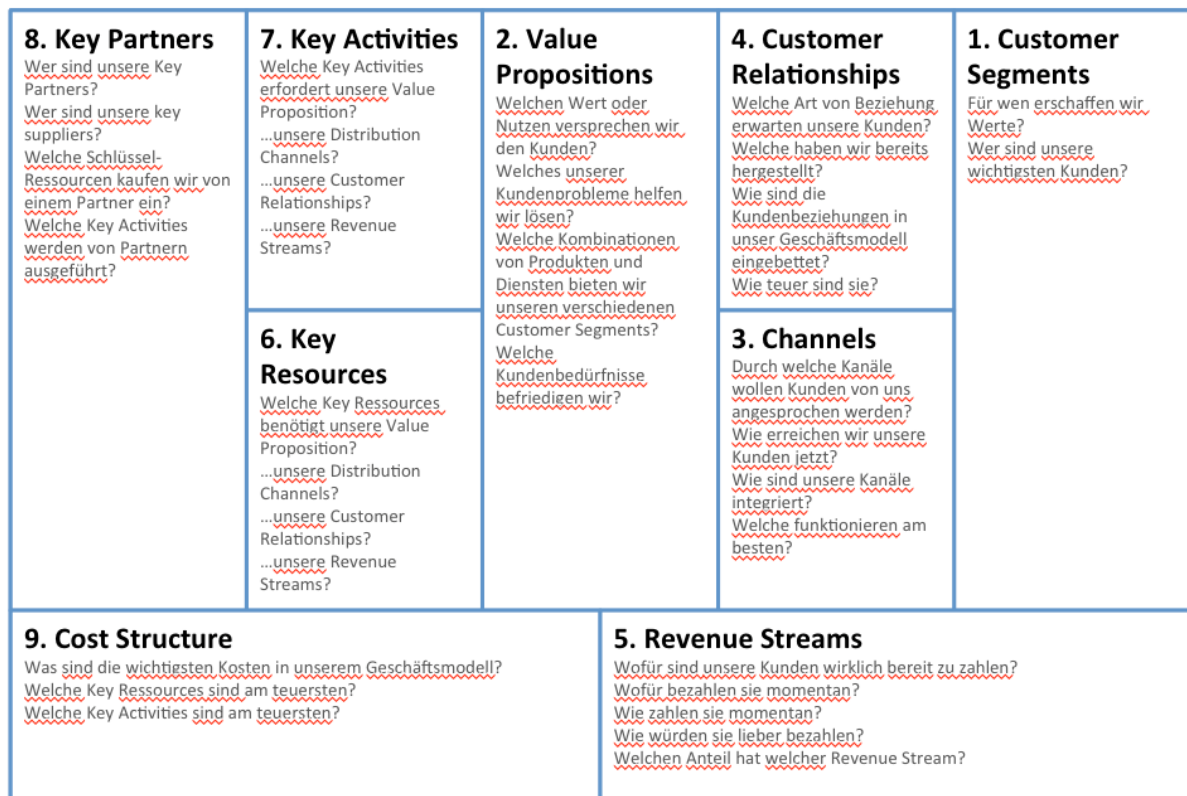 8. Key Partners
Wer sind unsere Key
Partners?
Wer sind unsere key
suppliers?
Welche Schlüssel-
Ressourcen kaufen wir von
einem Partner ein?
Welche Key Activities
werden von Partnern
ausgeführt?
7. Key Activities
Welche Key Activities
erfordert unsere Value
Proposition?
...unsere Distribution
Channels?
...unsere Customer
Relationships?
...unsere Revenue
Streams?
6. Key
Resources
Welche Key Ressources
benötigt unsere Value
Proposition?
...unsere Distribution
Channels?
...unsere Customer
Relationships?
...unsere Revenue
Streams?
2. Value
Propositions
Welchen Wert oder
Nutzen versprechen wir
den Kunden?
Welches unserer
Kundenprobleme helfen
wir lösen?
Welche Kombinationen
von Produkten und
Diensten bieten wir
unseren verschiedenen
Customer Segments?
Welche
Kundenbedürfnisse
befriedigen wir?
4. Customer
Relationships
Welche Art von Beziehung
erwarten unsere Kunden?
Welche haben wir bereits
hergestellt?
Wie sind die
Kundenbeziehungen in
unser Geschäftsmodell
eingebettet?
Wie teuer sind sie?
3. Channels
Durch welche Kanäle
wollen Kunden von uns
angesprochen werden?
Wie erreichen wir unsere
Kunden jetzt?
Wie sind unsere Kanäle
integriert?
Welche funktionieren am
besten?
1. Customer
Segments
Für wen erschaffen wir
Werte?
Wer sind unsere
wichtigsten Kunden?
9. Cost Structure
Was sind die wichtigsten Kosten in unserem Geschäftsmodell?
Welche Key Ressources sind am teuersten?
Welche Key Activities sind am teuersten?
5. Revenue Streams
Wofür sind unsere Kunden wirklich bereit zu zahlen?
Wofür bezahlen sie momentan?
Wie zahlen sie momentan?
Wie würden sie lieber bezahlen?
Welchen Anteil hat welcher Revenue Stream?